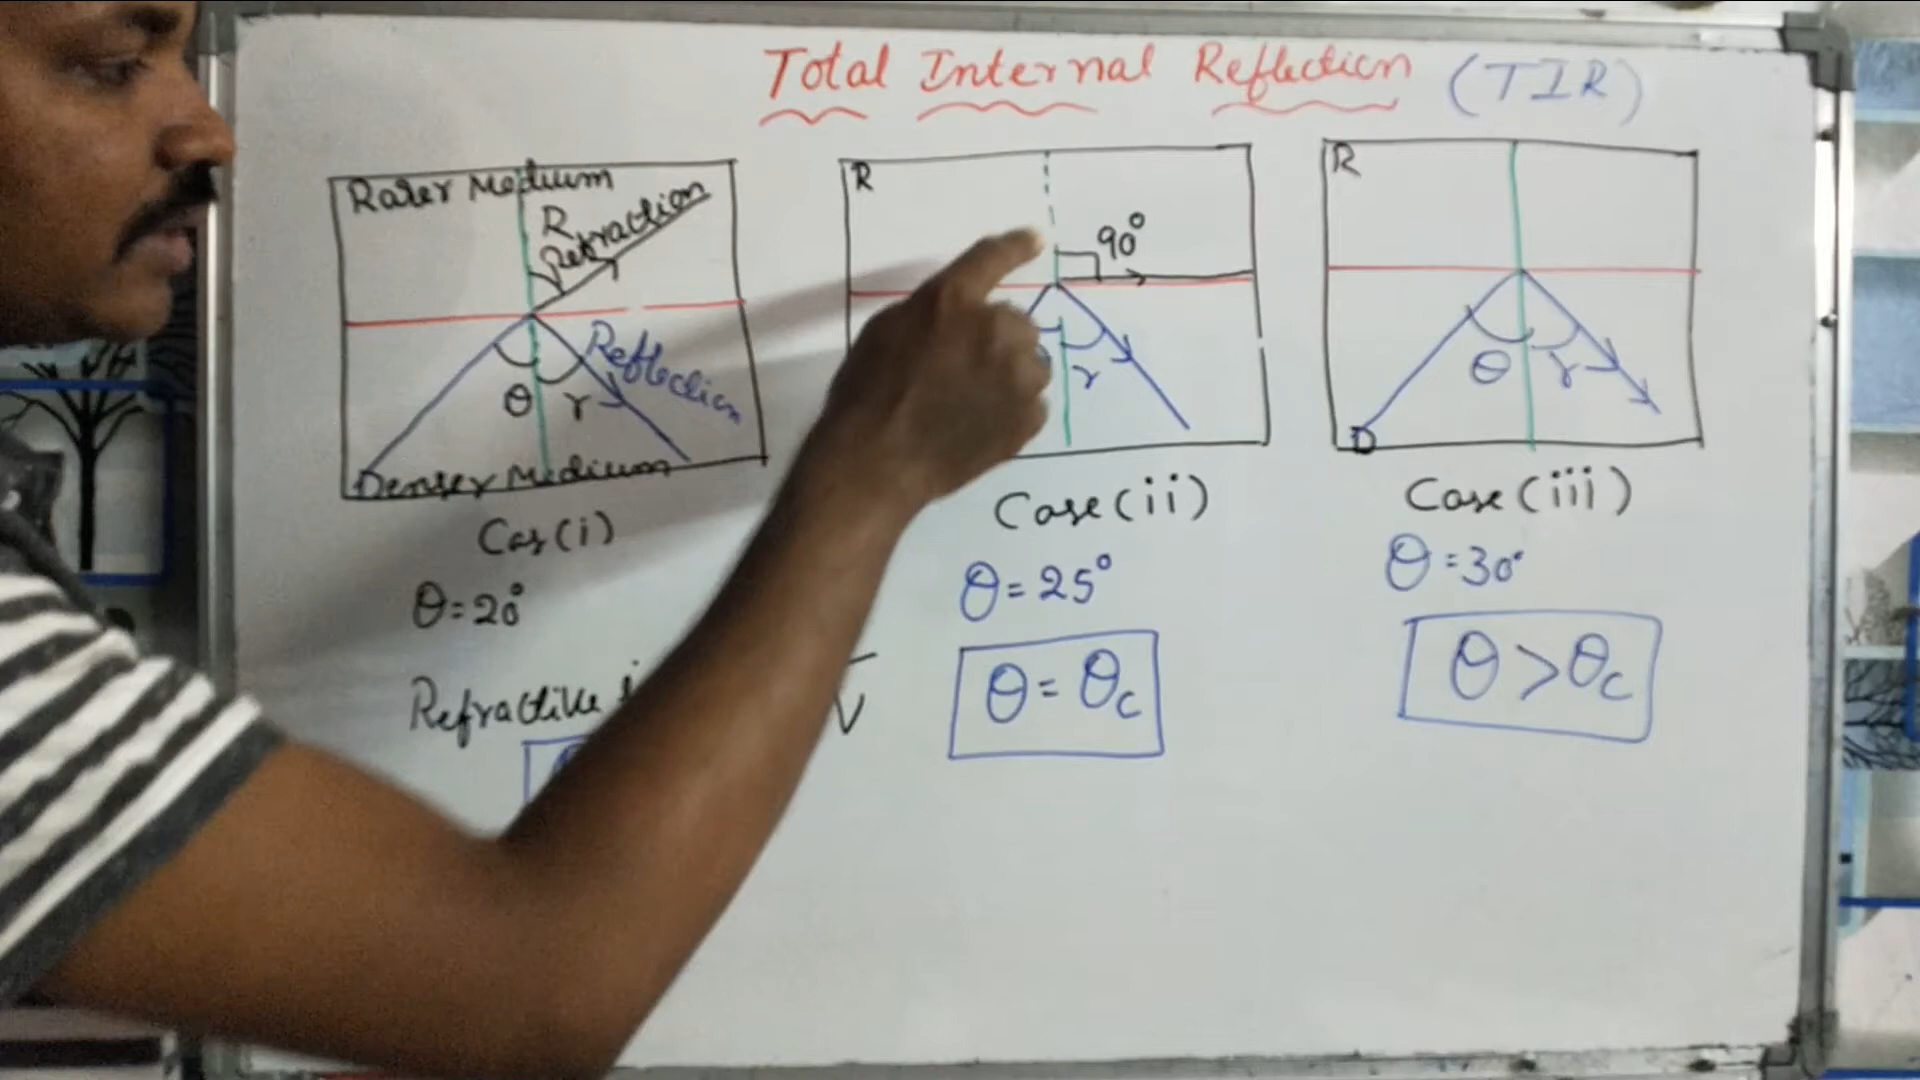 Total Internal Reflection (TIR)
Rarer Medium
R
Refraction
Reflection
θ r
Denser Medium
Cas(i)
θ=20°
Refractive
R
90°
r
Case(ii)
θ=25°
θ=θc
R
θ r
D
Case(iii)
θ=30°
θ>θc